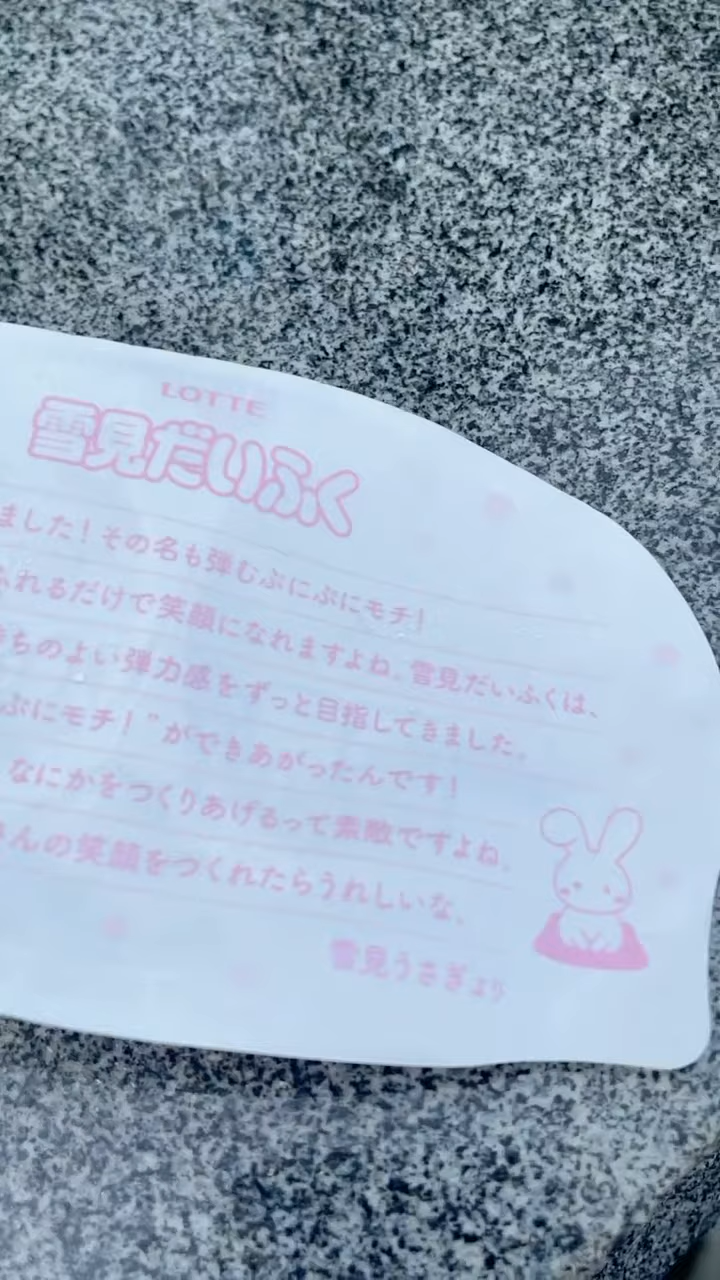 LOTTE
雪見だいふく
ました！その名も弾むぷにぷにモチ！
ふれるだけで笑顔になれますよね。雪見だいふくは、
ちのよい弾力感をずっと目指してきました。
ぷにモチ！”ができあがったんです！
なにかをつくりあげるって素敵ですよね。
さんの笑顔をつくれたらうれしいな。
雪見うさぎより